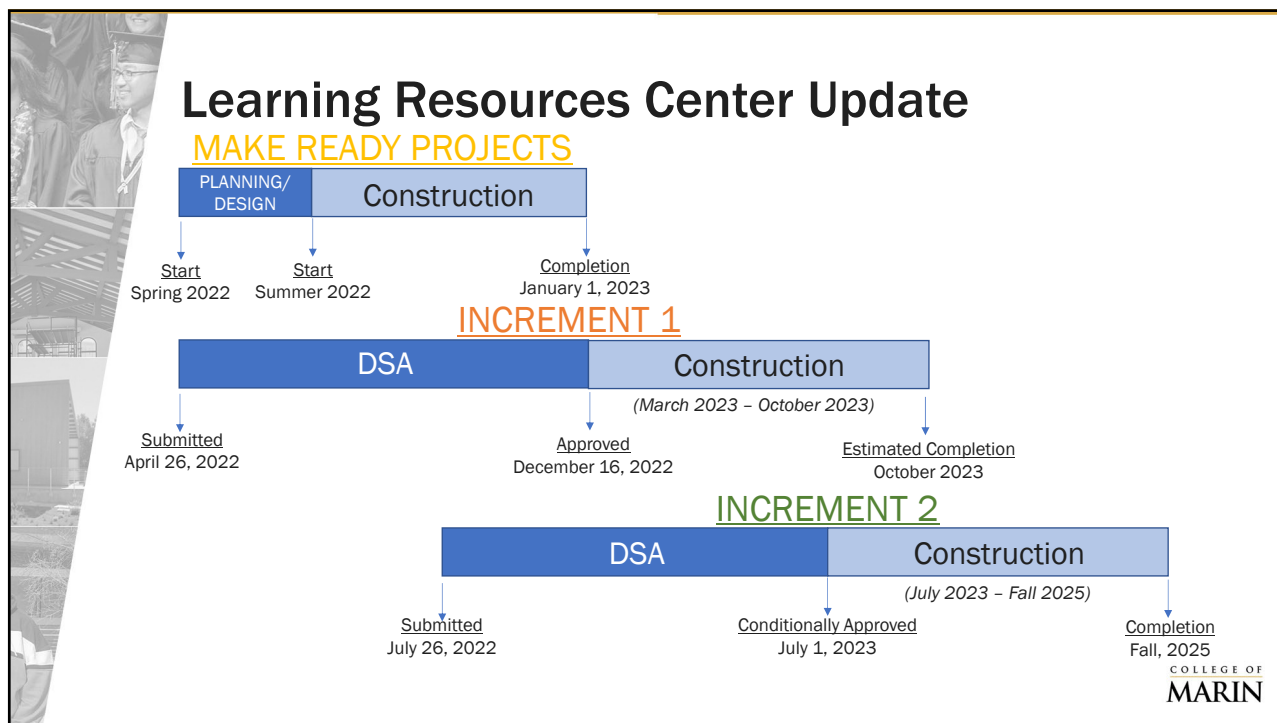 Learning Resources Center Update
MAKE READY PROJECTS
PLANNING/
DESIGN
Construction
Start
Spring 2022
Start
Summer 2022
Completion
January 1, 2023
INCREMENT 1
DSA
Construction
(March 2023 – October 2023)
Submitted
April 26, 2022
Approved
December 16, 2022
Estimated Completion
October 2023
INCREMENT 2
DSA
Construction
(July 2023 – Fall 2025)
Submitted
July 26, 2022
Conditionally Approved
July 1, 2023
Completion
Fall, 2025
COLLEGE OF
MARIN